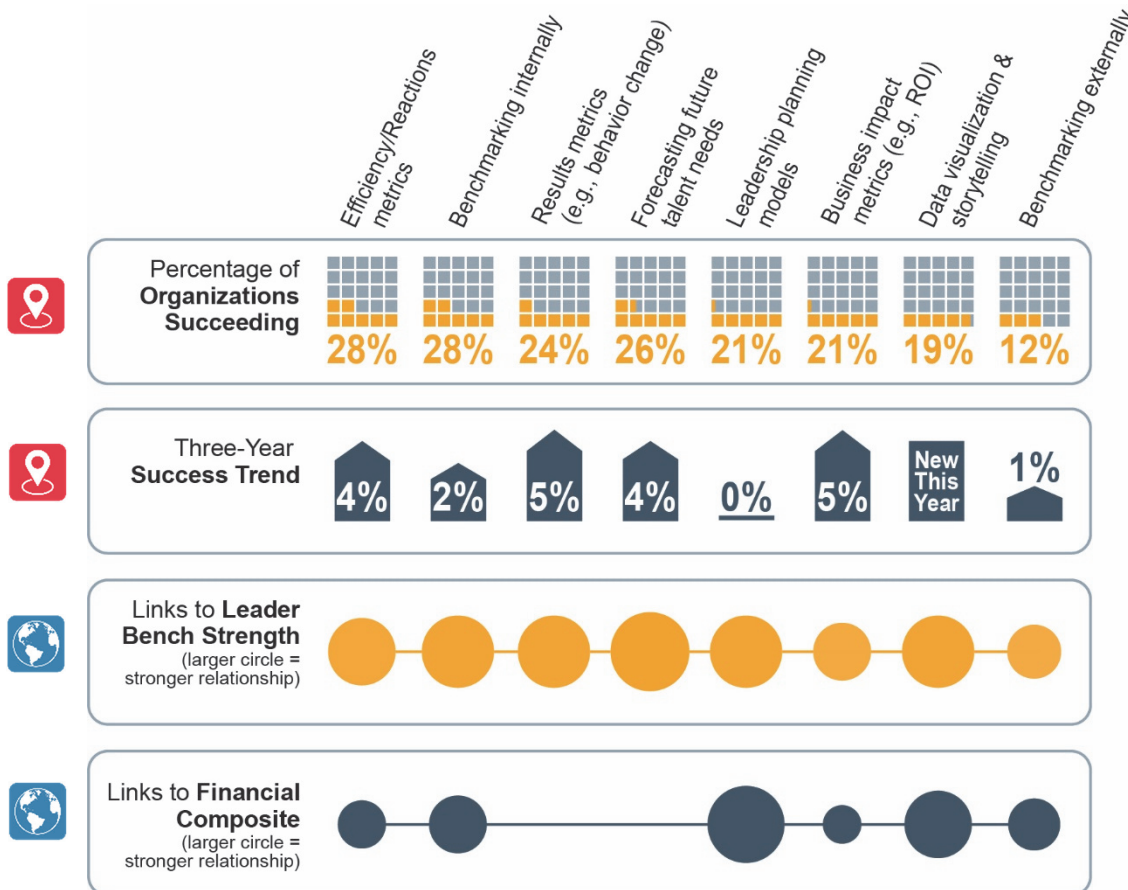 Efficiency/Reactions
metrics
Benchmarking internally
Results metrics
(e.g., behavior change)
Forecasting future
talent needs
Leadership planning
models
Business impact
metrics (e.g., ROI)
Data visualization &
storytelling
Benchmarking externally
Percentage of
Organizations
Succeeding
28%
28%
24%
26%
21%
21%
19%
12%
Three-Year
Success Trend
4%
2%
5%
4%
0%
5%
New
This
Year
1%
Links to Leader
Bench Strength
(larger circle =
stronger relationship)
Links to Financial
Composite
(larger circle =
stronger relationship)